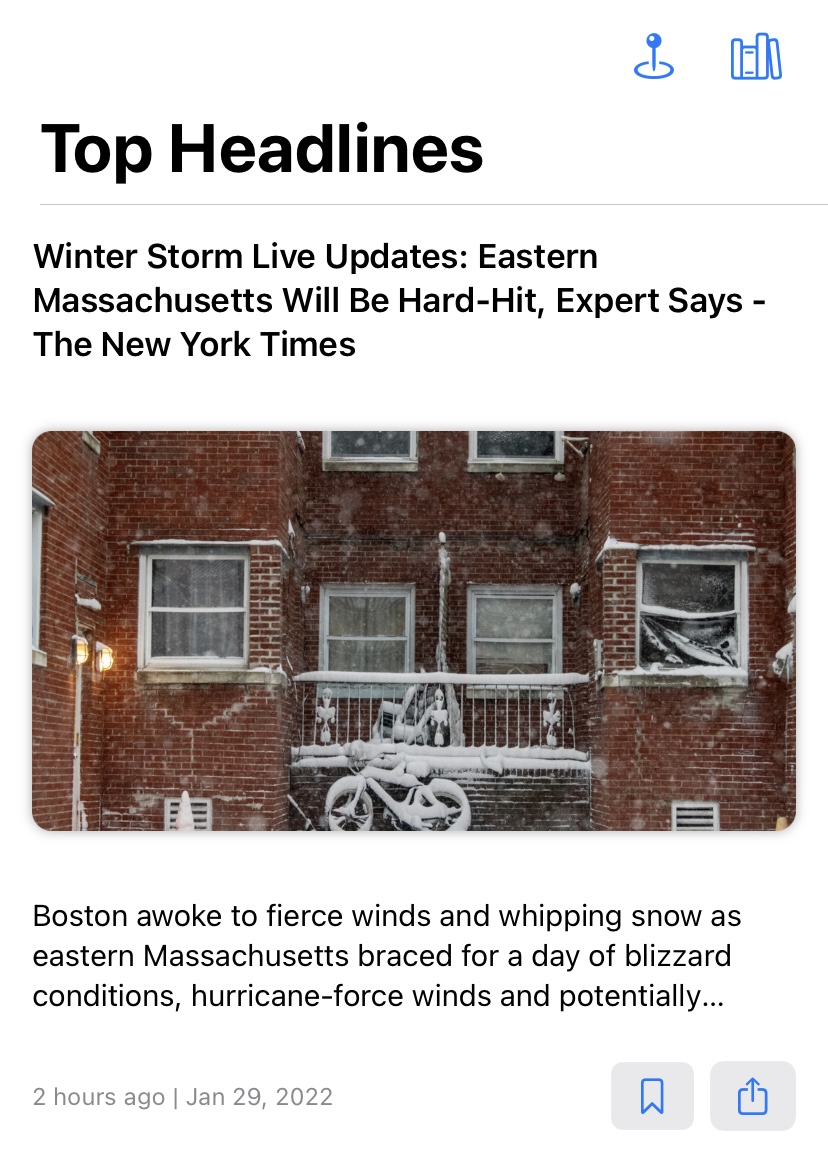 Top Headlines
Winter Storm Live Updates: Eastern
Massachusetts Will Be Hard-Hit, Expert Says -
The New York Times
Boston awoke to fierce winds and whipping snow as
eastern Massachusetts braced for a day of blizzard
conditions, hurricane-force winds and potentially...
2 hours ago | Jan 29, 2022